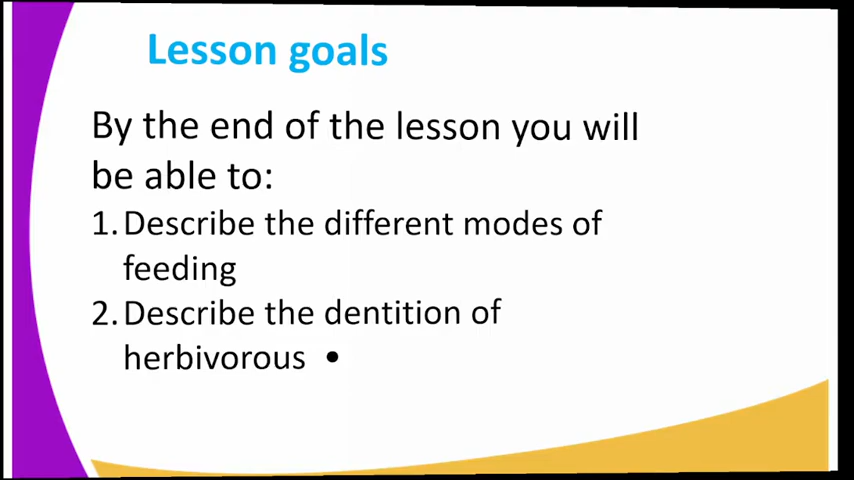 Lesson goals
By the end of the lesson you will
be able to:
1. Describe the different modes of
feeding
2. Describe the dentition of
herbivorous •